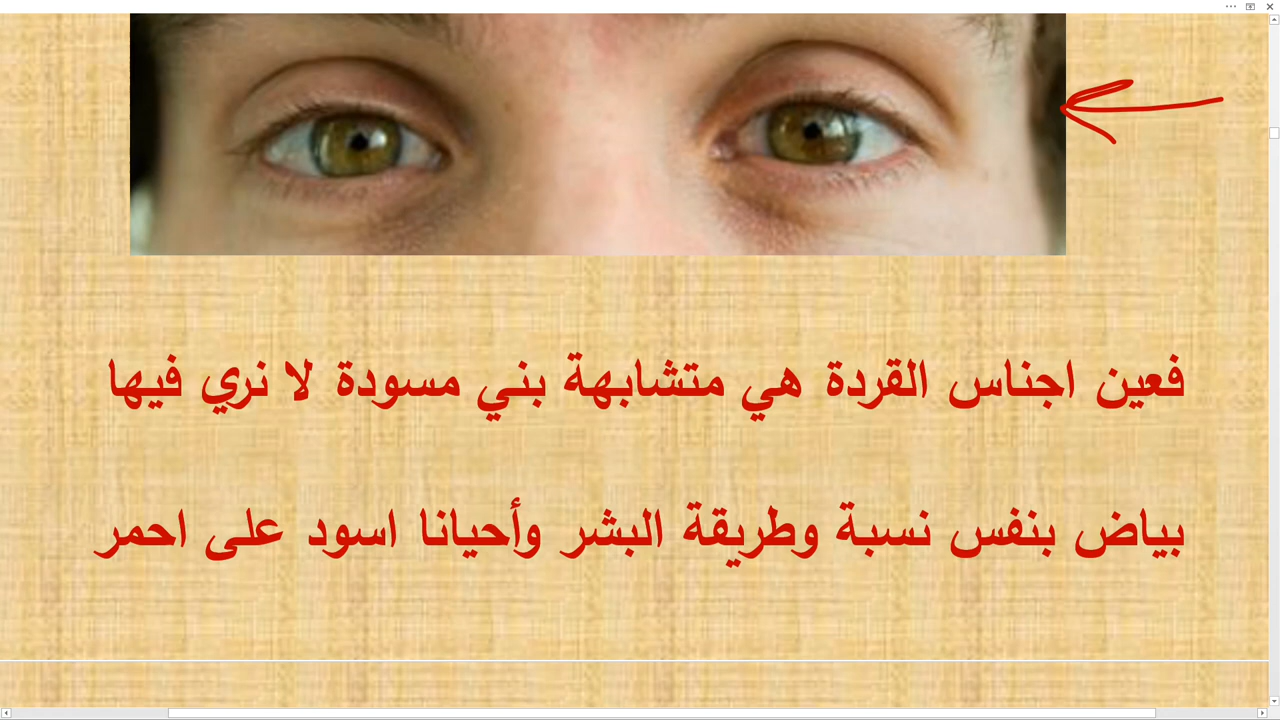 فعين اجناس القردة هي متشابهة بني مسودة لا نري فيها
بياض بنفس نسبة وطريقة البشر وأحيانا اسود على احمر